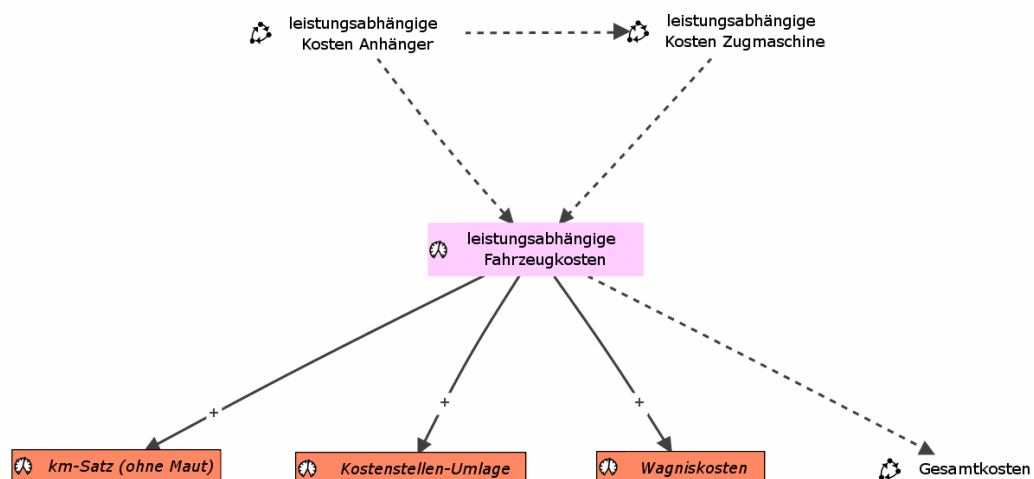 leistungsabhängige
Kosten Anhänger
leistungsabhängige
Kosten Zugmaschine
leistungsabhängige
Fahrzeugkosten
+
+
+
km-Satz (ohne Maut)
Kostenstellen-Umlage
Wagniskosten
Gesamtkosten